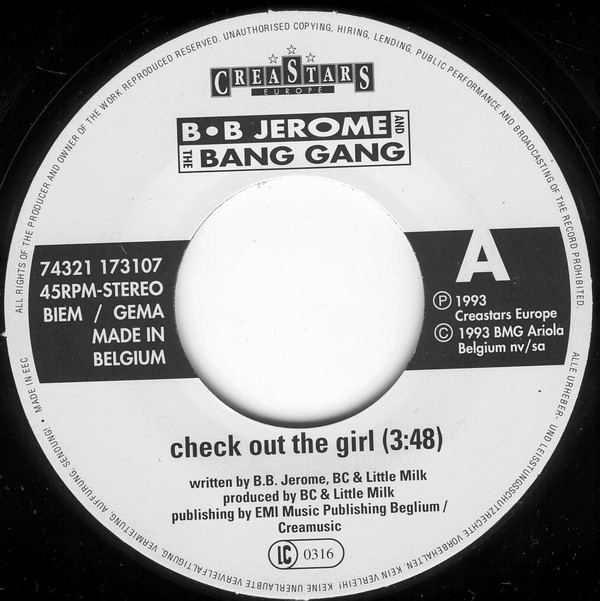 ALL RIGHTS OF THE PRODUCER AND OWNER OF THE WORK REPRODUCED RESERVED. UNAUTHORISED COPYING, HIRING, LENDING, PUBLIC PERFORMANCE AND BROADCASTING OF THE RECORD PROHIBITED.
CREASTARS
EUROPE
B•B JEROME AND
THE BANG GANG
74321 173107
45RPM-STEREO
BIEM / GEMA
MADE IN
BELGIUM
A
Ⓟ 1993
Creastars Europe
© 1993 BMG Ariola
Belgium nv/sa
check out the girl (3:48)
written by B.B. Jerome, BC & Little Milk
produced by BC & Little Milk
publishing by EMI Music Publishing Beglium /
Creamusic
LC 0316
ALLE URHEBER- UND LEISTUNGSSCHUTZRECHTE VORBEHALTEN. KEIN VERLEIH! KEINE UNERLAUBTE VERVIELFALTIGUNG, VERMIETUNG, AUFFURUNG, SENDUNG! • MADE IN EEC